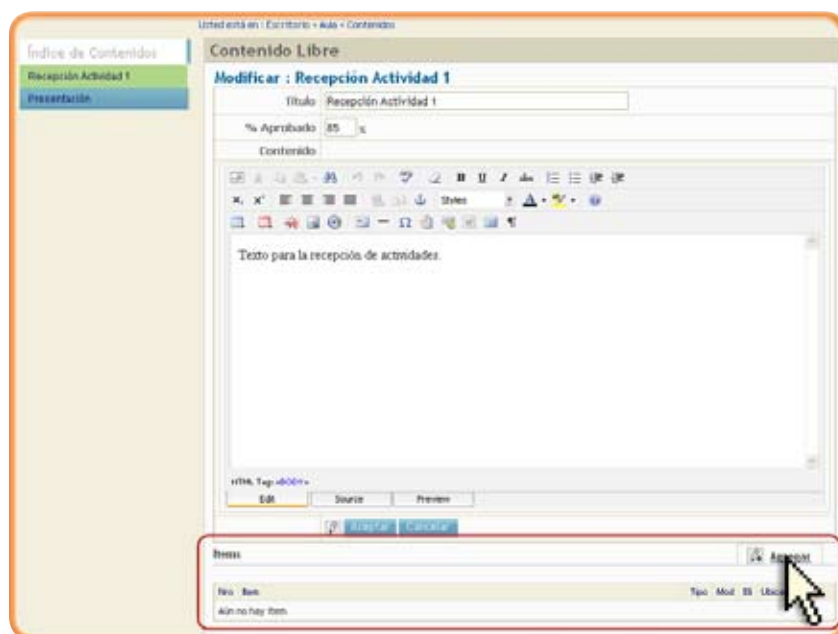 Usted está en : Escritorio » Aula » Contenidos
Índice de Contenidos
Recepción Actividad 1
Presentación
Contenido Libre
Modificar : Recepción Actividad 1
Título Recepción Actividad 1
% Aprobado 85 %
Contenido
Styles
Texto para la recepción de actividades.
HTML Tag: <BODY>
Edit Source Preview
Aceptar Cancelar
Items
Agregar
Nro Item Tipo Mod Eli
Aún no hay Item